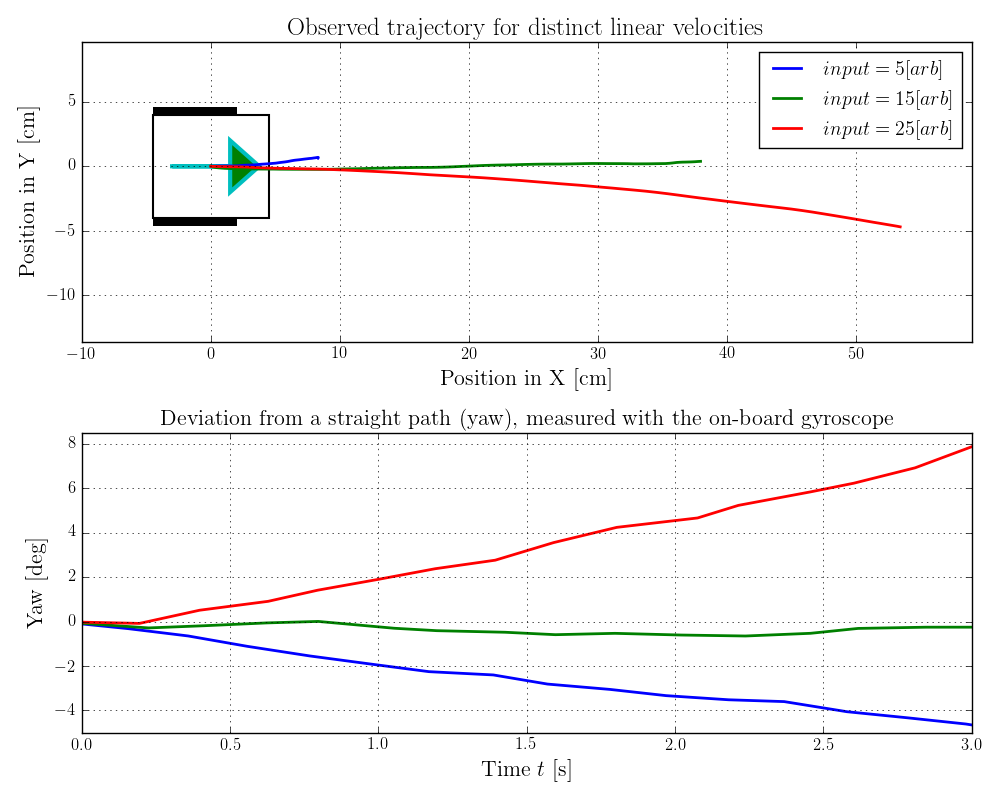 Observed trajectory for distinct linear velocities
Position in Y [cm]
5
0
−5
−10
input = 5[arb]
input = 15[arb]
input = 25[arb]
−10 0 10 20 30 40 50
Position in X [cm]
Deviation from a straight path (yaw), measured with the on-board gyroscope
Yaw [deg]
8
6
4
2
0
−2
−4
0.0 0.5 1.0 1.5 2.0 2.5 3.0
Time t [s]